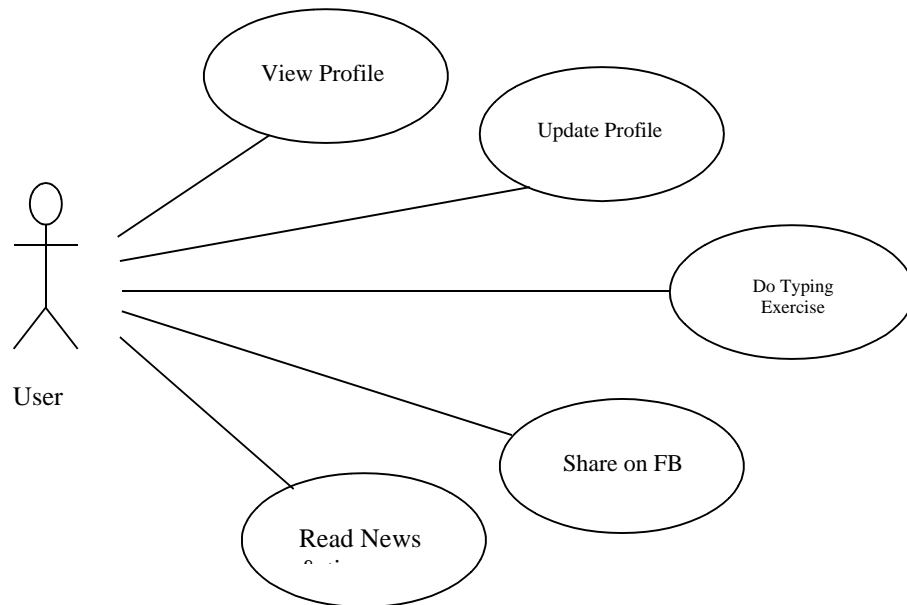 View Profile
Update Profile
Do Typing
Exercise
User
Share on FB
Read News